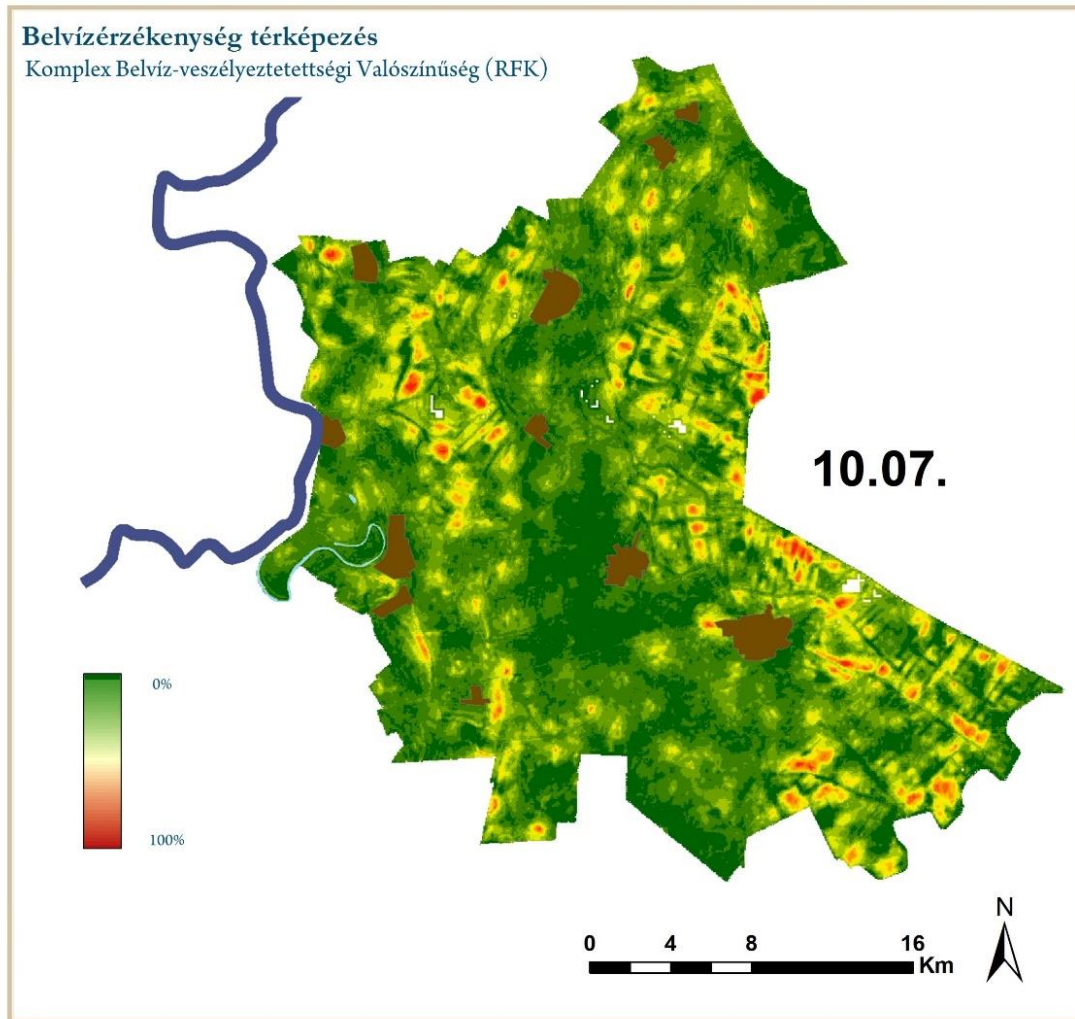 Belvízérzékenység térképezés
Komplex Belvíz-veszélyeztetettségi Valószínűség (RFK)
10.07.
0%
100%
N
0 4 8 16
Km